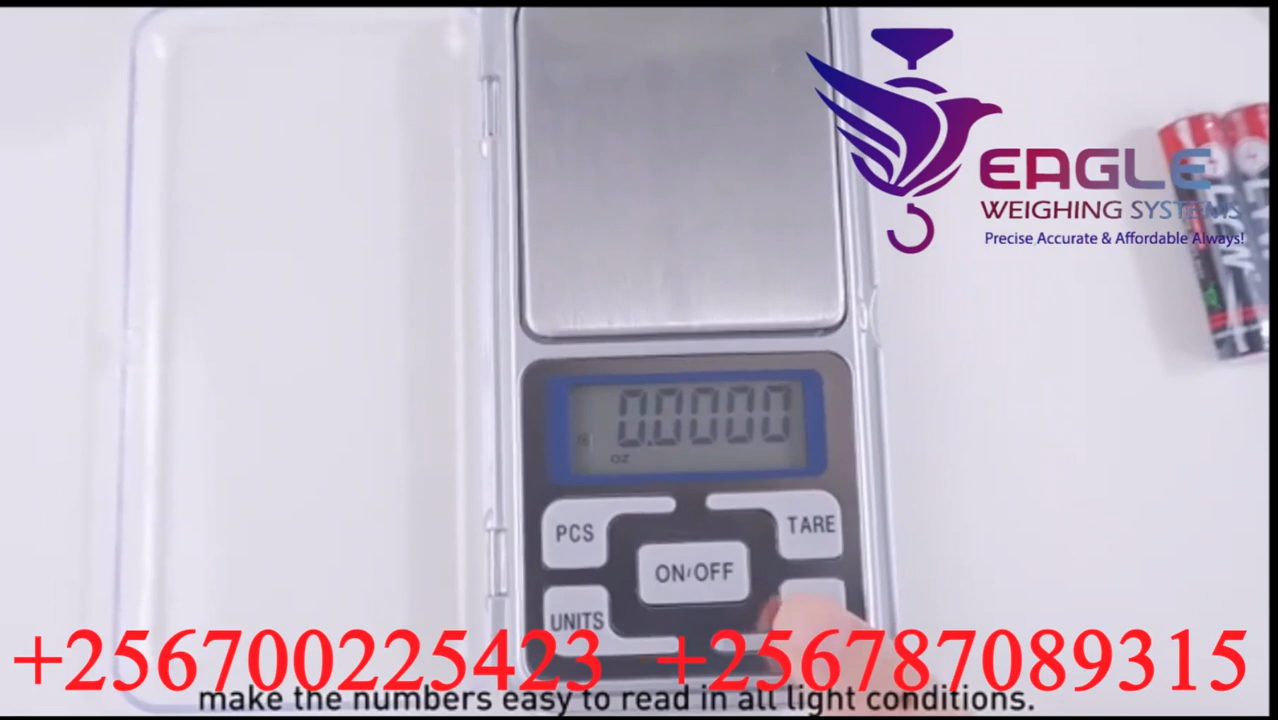 EAGLE
WEIGHING SYSTEMS
Precise Accurate & Affordable Always!
0.0000
oz
PCS
TARE
ON/OFF
UNITS
+256700225423 +256787089315
make the numbers easy to read in all light conditions.